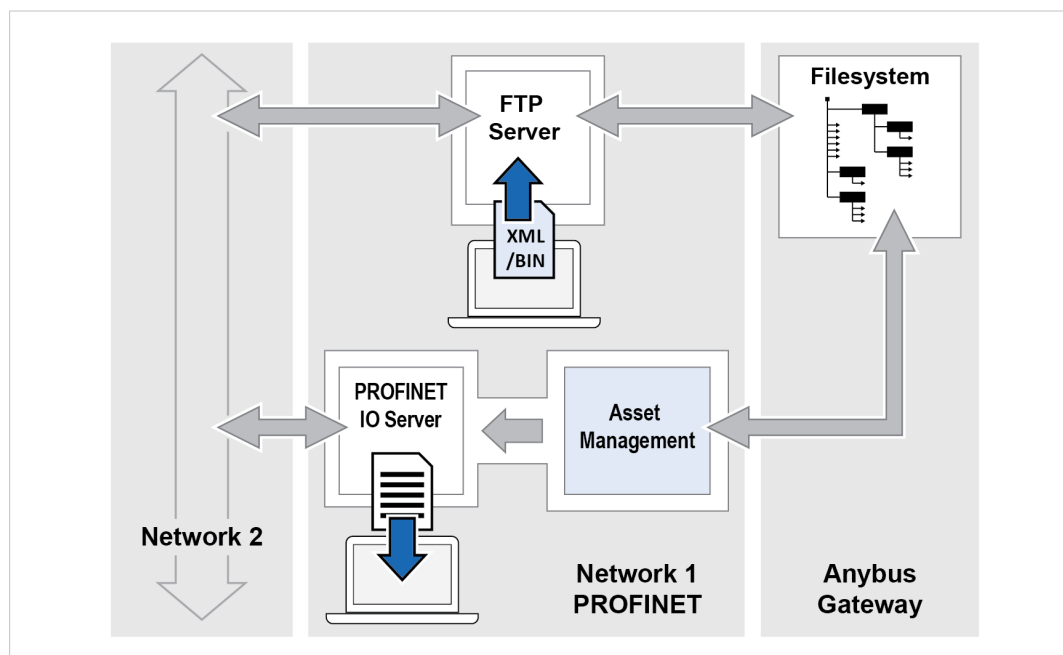 FTP
Server
Filesystem
XML
/BIN
PROFINET
IO Server
Asset
Management
Network 2
Network 1
PROFINET
Anybus
Gateway